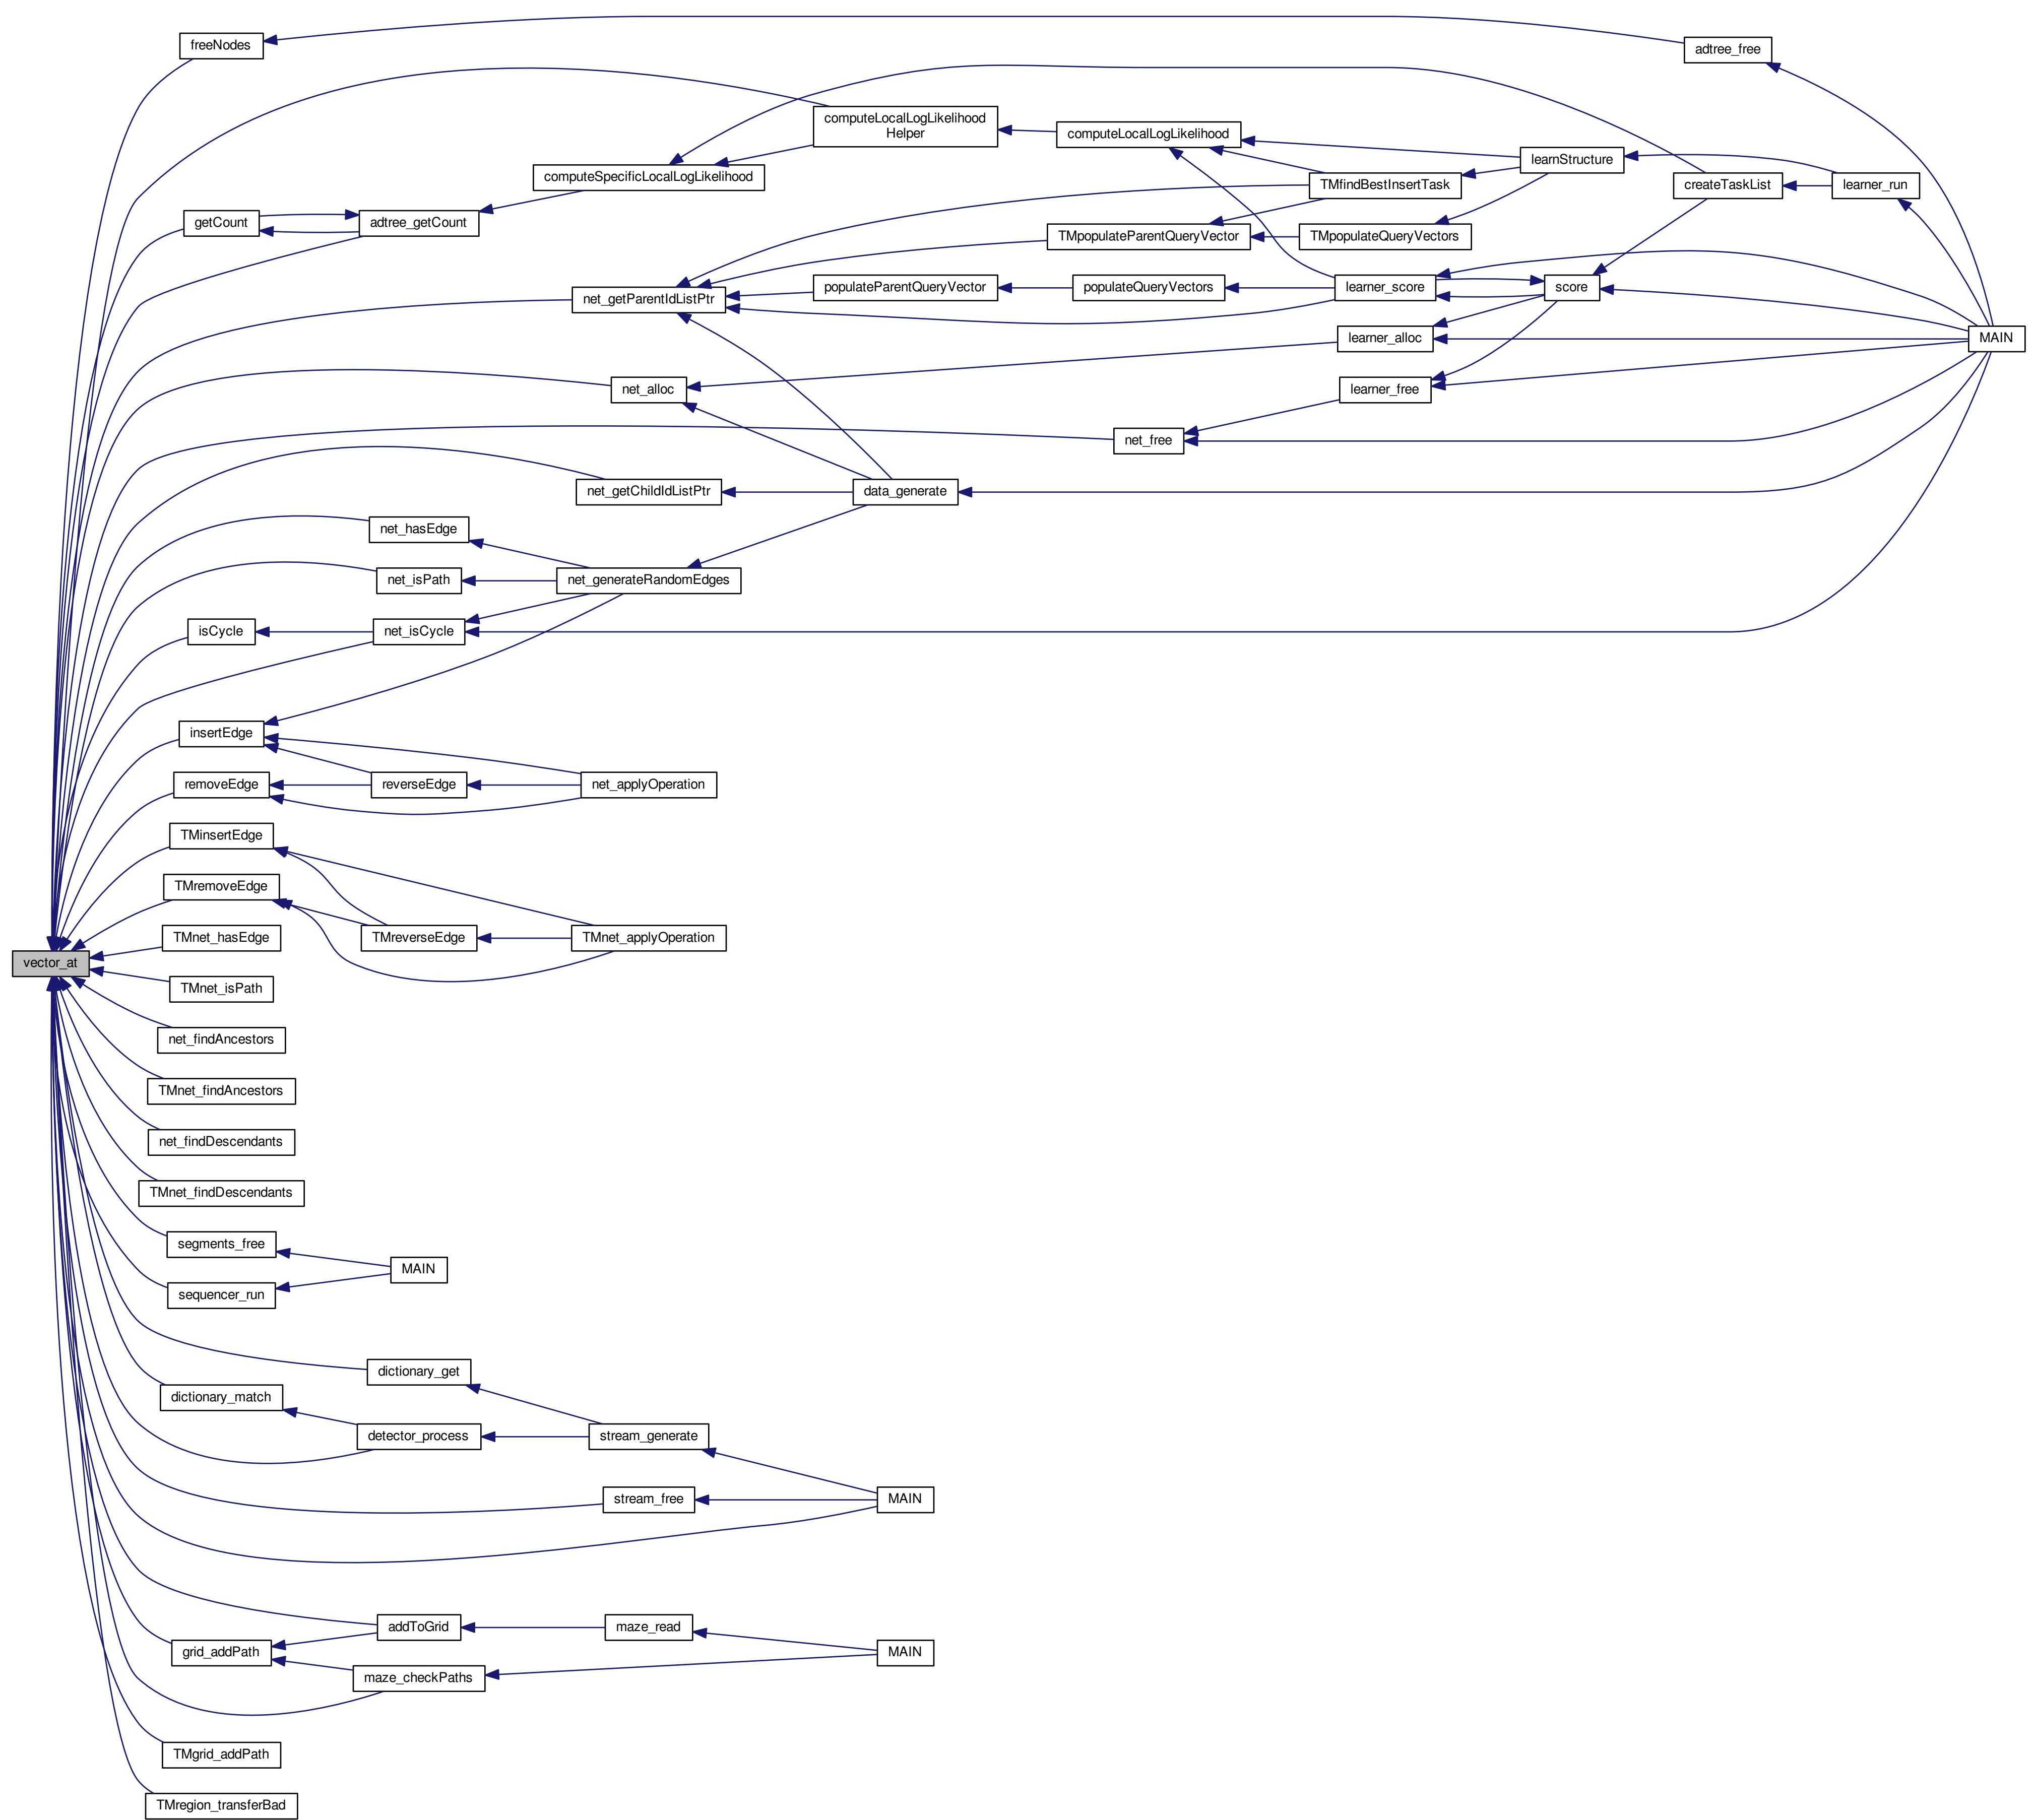 freeNodes
adtree_free
computeLocalLogLikelihood
Helper
computeLocalLogLikelihood
learnStructure
computeSpecificLocalLogLikelihood
TMfindBestInsertTask
createTaskList
learner_run
getCount
adtree_getCount
TMpopulateParentQueryVector
TMpopulateQueryVectors
net_getParentIdListPtr
populateParentQueryVector
populateQueryVectors
learner_score
score
learner_alloc
MAIN
net_alloc
learner_free
net_free
net_getChildIdListPtr
data_generate
net_hasEdge
net_isPath
net_generateRandomEdges
isCycle
net_isCycle
insertEdge
removeEdge
reverseEdge
net_applyOperation
TMinsertEdge
TMremoveEdge
TMnet_hasEdge
TMreverseEdge
TMnet_applyOperation
vector_at
TMnet_isPath
net_findAncestors
TMnet_findAncestors
net_findDescendants
TMnet_findDescendants
segments_free
MAIN
sequencer_run
dictionary_get
dictionary_match
detector_process
stream_generate
stream_free
MAIN
addToGrid
maze_read
grid_addPath
MAIN
maze_checkPaths
TMgrid_addPath
TMregion_transferBad